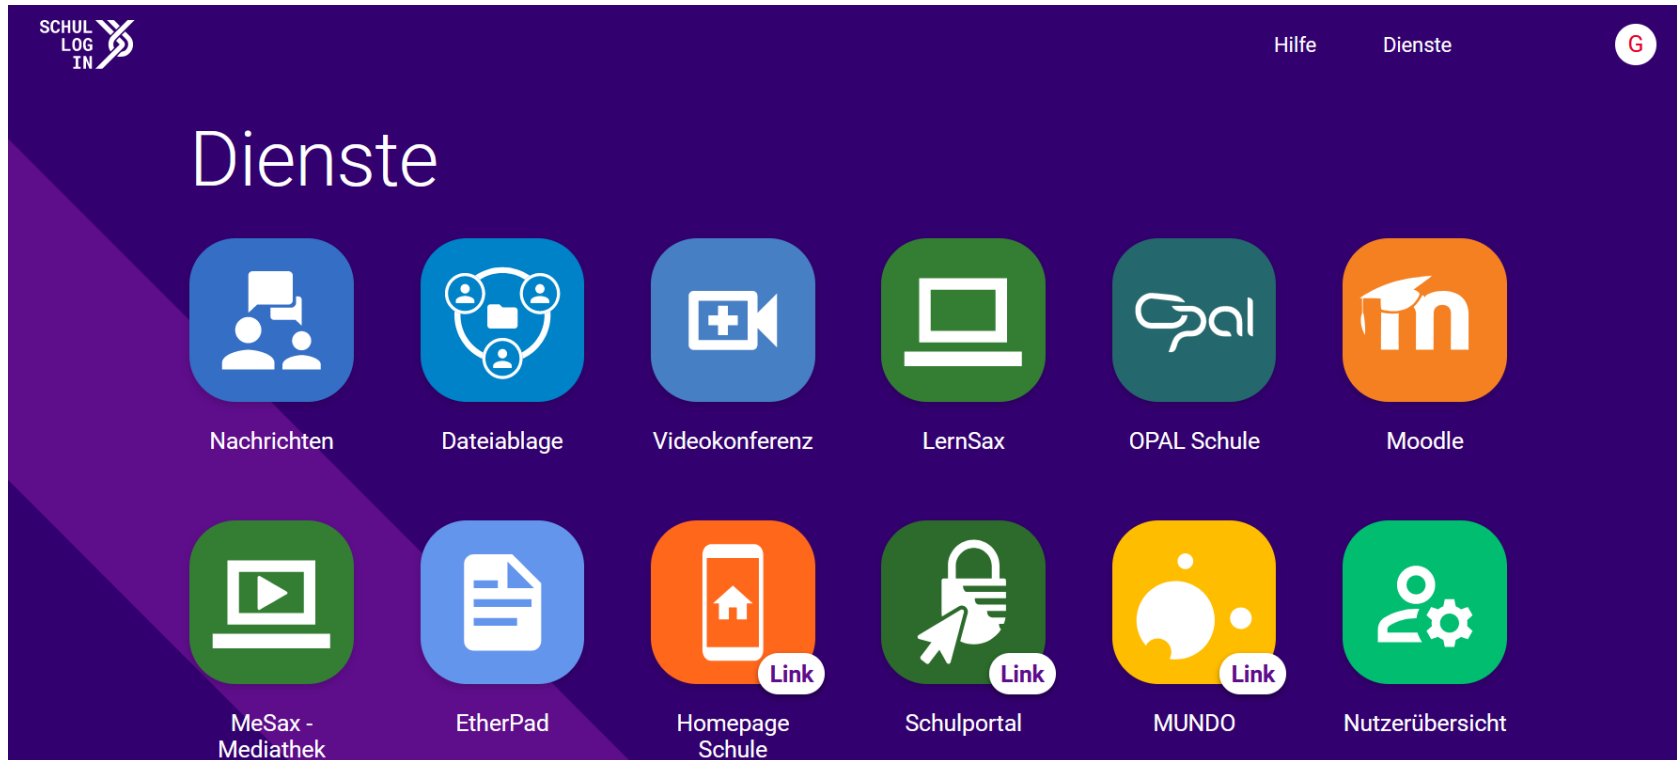 SCHUL
LOG
IN
Hilfe
Dienste
G
Dienste
Nachrichten
Dateiablage
Videokonferenz
Opal
LernSax
OPAL Schule
m
Moodle
Link
Link
Link
MeSax -
Mediathek
EtherPad
Homepage
Schule
Schulportal
MUNDO
Nutzerübersicht